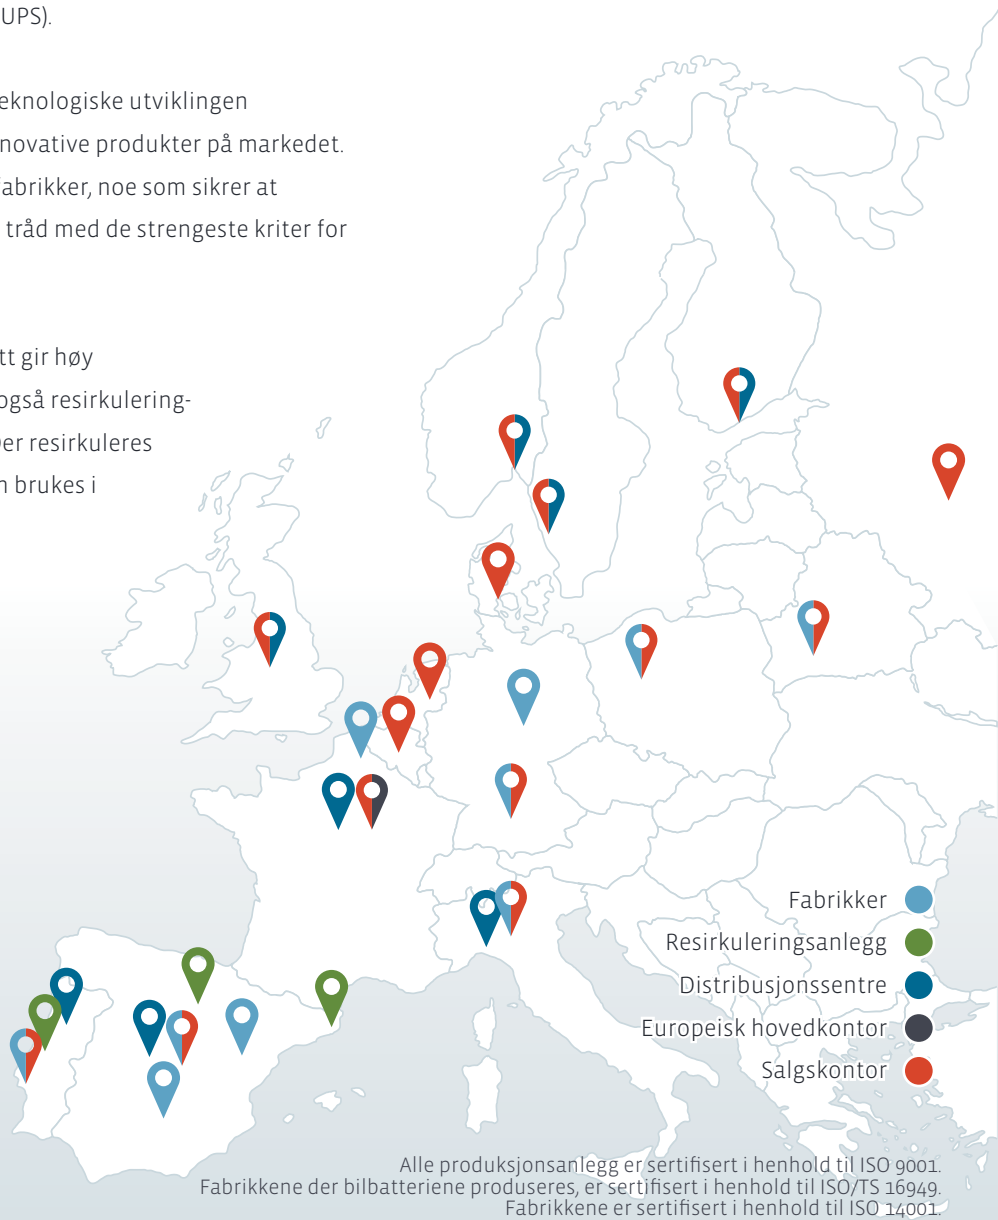 UPS).
eknologiske utviklingen
novative produkter på markedet.
abrikker, noe som sikrer at
tråd med de strengeste kriter for
tt gir høy
også resirkulering-
er resirkuleres
n brukes i
Fabrikker
Resirkuleringsanlegg
Distribusjonssentre
Europeisk hovedkontor
Salgskontor
Alle produksjonsanlegg er sertifisert i henhold til ISO 9001.
Fabrikkene der bilbatteriene produseres, er sertifisert i henhold til ISO/TS 16949.
Fabrikkene er sertifisert i henhold til ISO 14001.